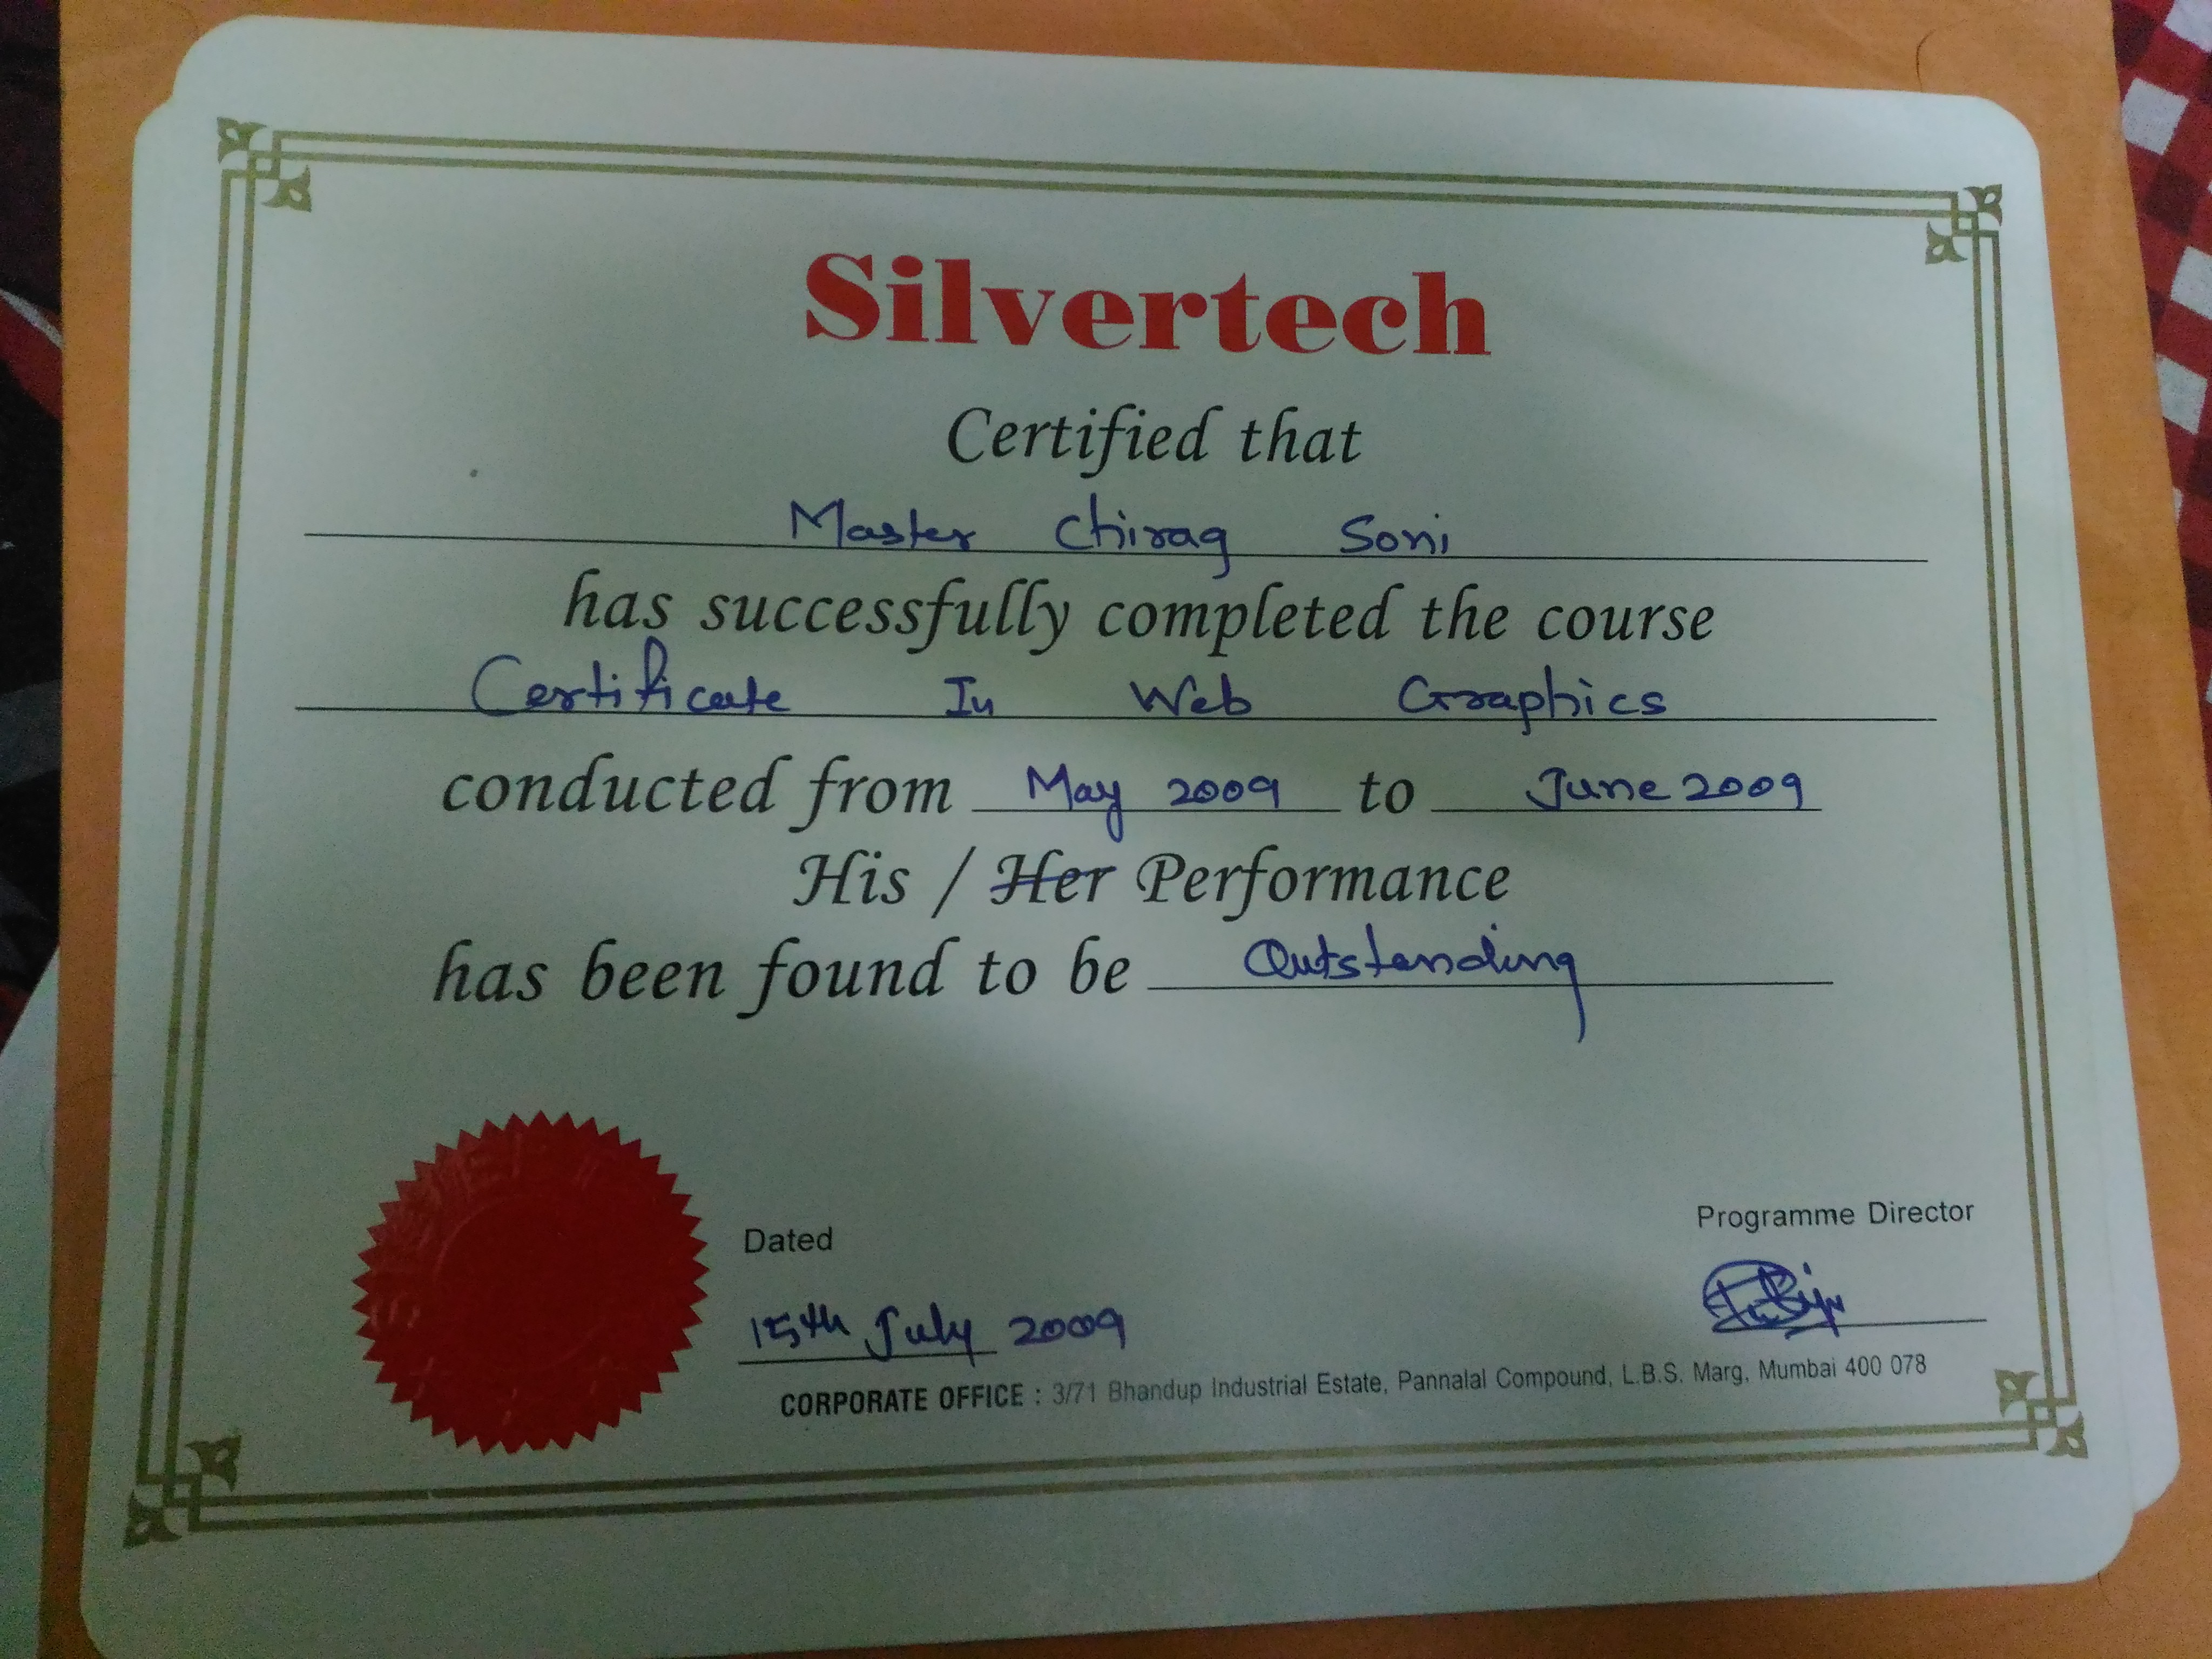 Silvertech
Certified that
Master Chirag Soni
has successfully completed the course
Certificate In Web Graphics
conducted from May 2009 to June 2009
His / Her Performance
has been found to be Outstanding
Dated
Programme Director
15th July 2009
CORPORATE OFFICE : 3/71 Bhandup Industrial Estate, Pannalal Compound, L.B.S. Marg, Mumbai 400 078